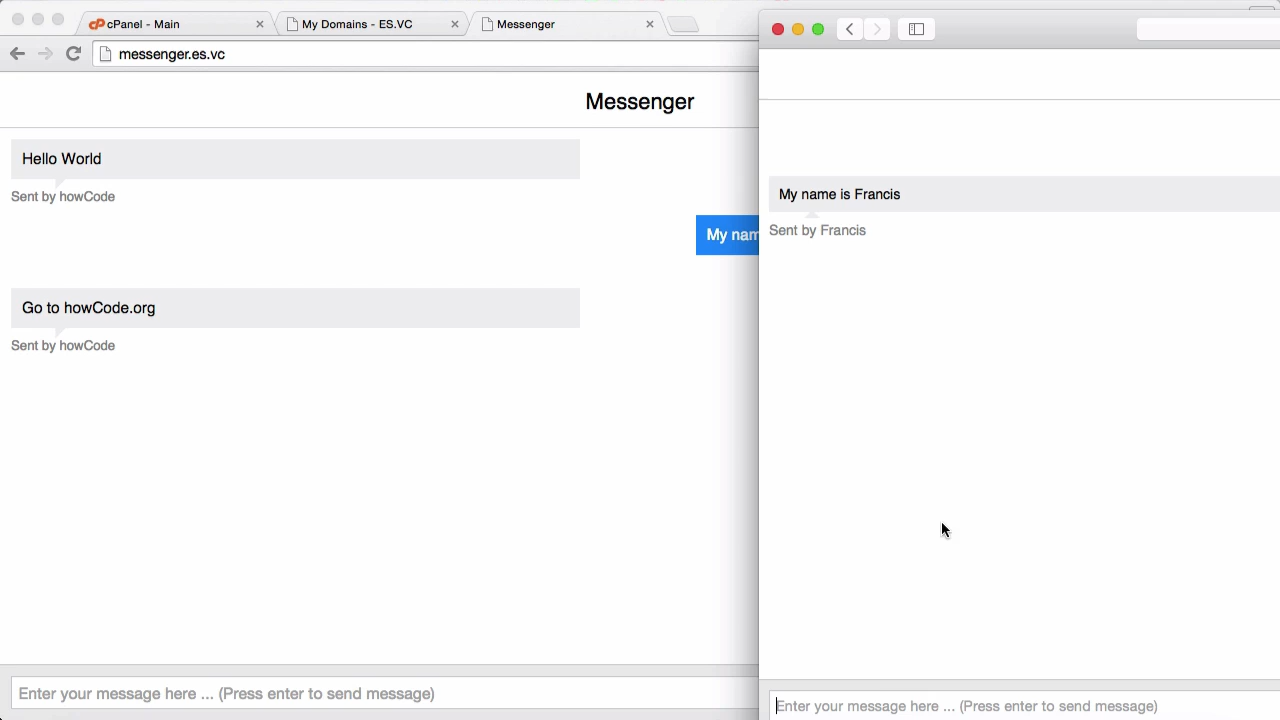 cPanel - Main
My Domains - ES.VC
Messenger
messenger.es.vc
Messenger
Hello World
Sent by howCode
My nam
Go to howCode.org
Sent by howCode
Enter your message here ... (Press enter to send message)
My name is Francis
Sent by Francis
Enter your message here ... (Press enter to send message)